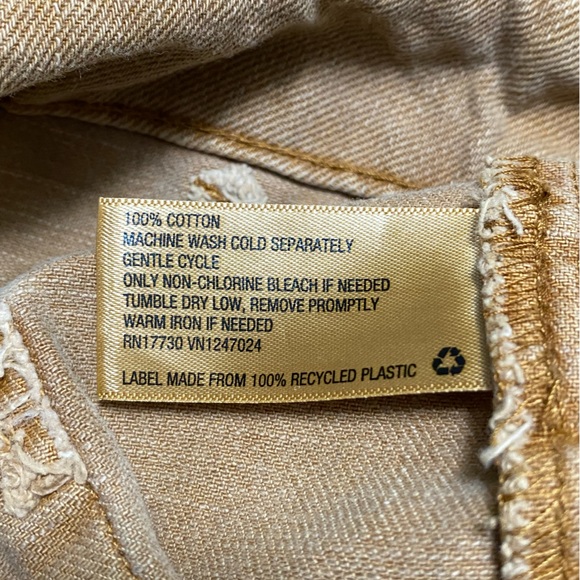 100% COTTON
MACHINE WASH COLD SEPARATELY
GENTLE CYCLE
ONLY NON-CHLORINE BLEACH IF NEEDED
TUMBLE DRY LOW, REMOVE PROMPTLY
WARM IRON IF NEEDED
RN17730 VN1247024
LABEL MADE FROM 100% RECYCLED PLASTIC